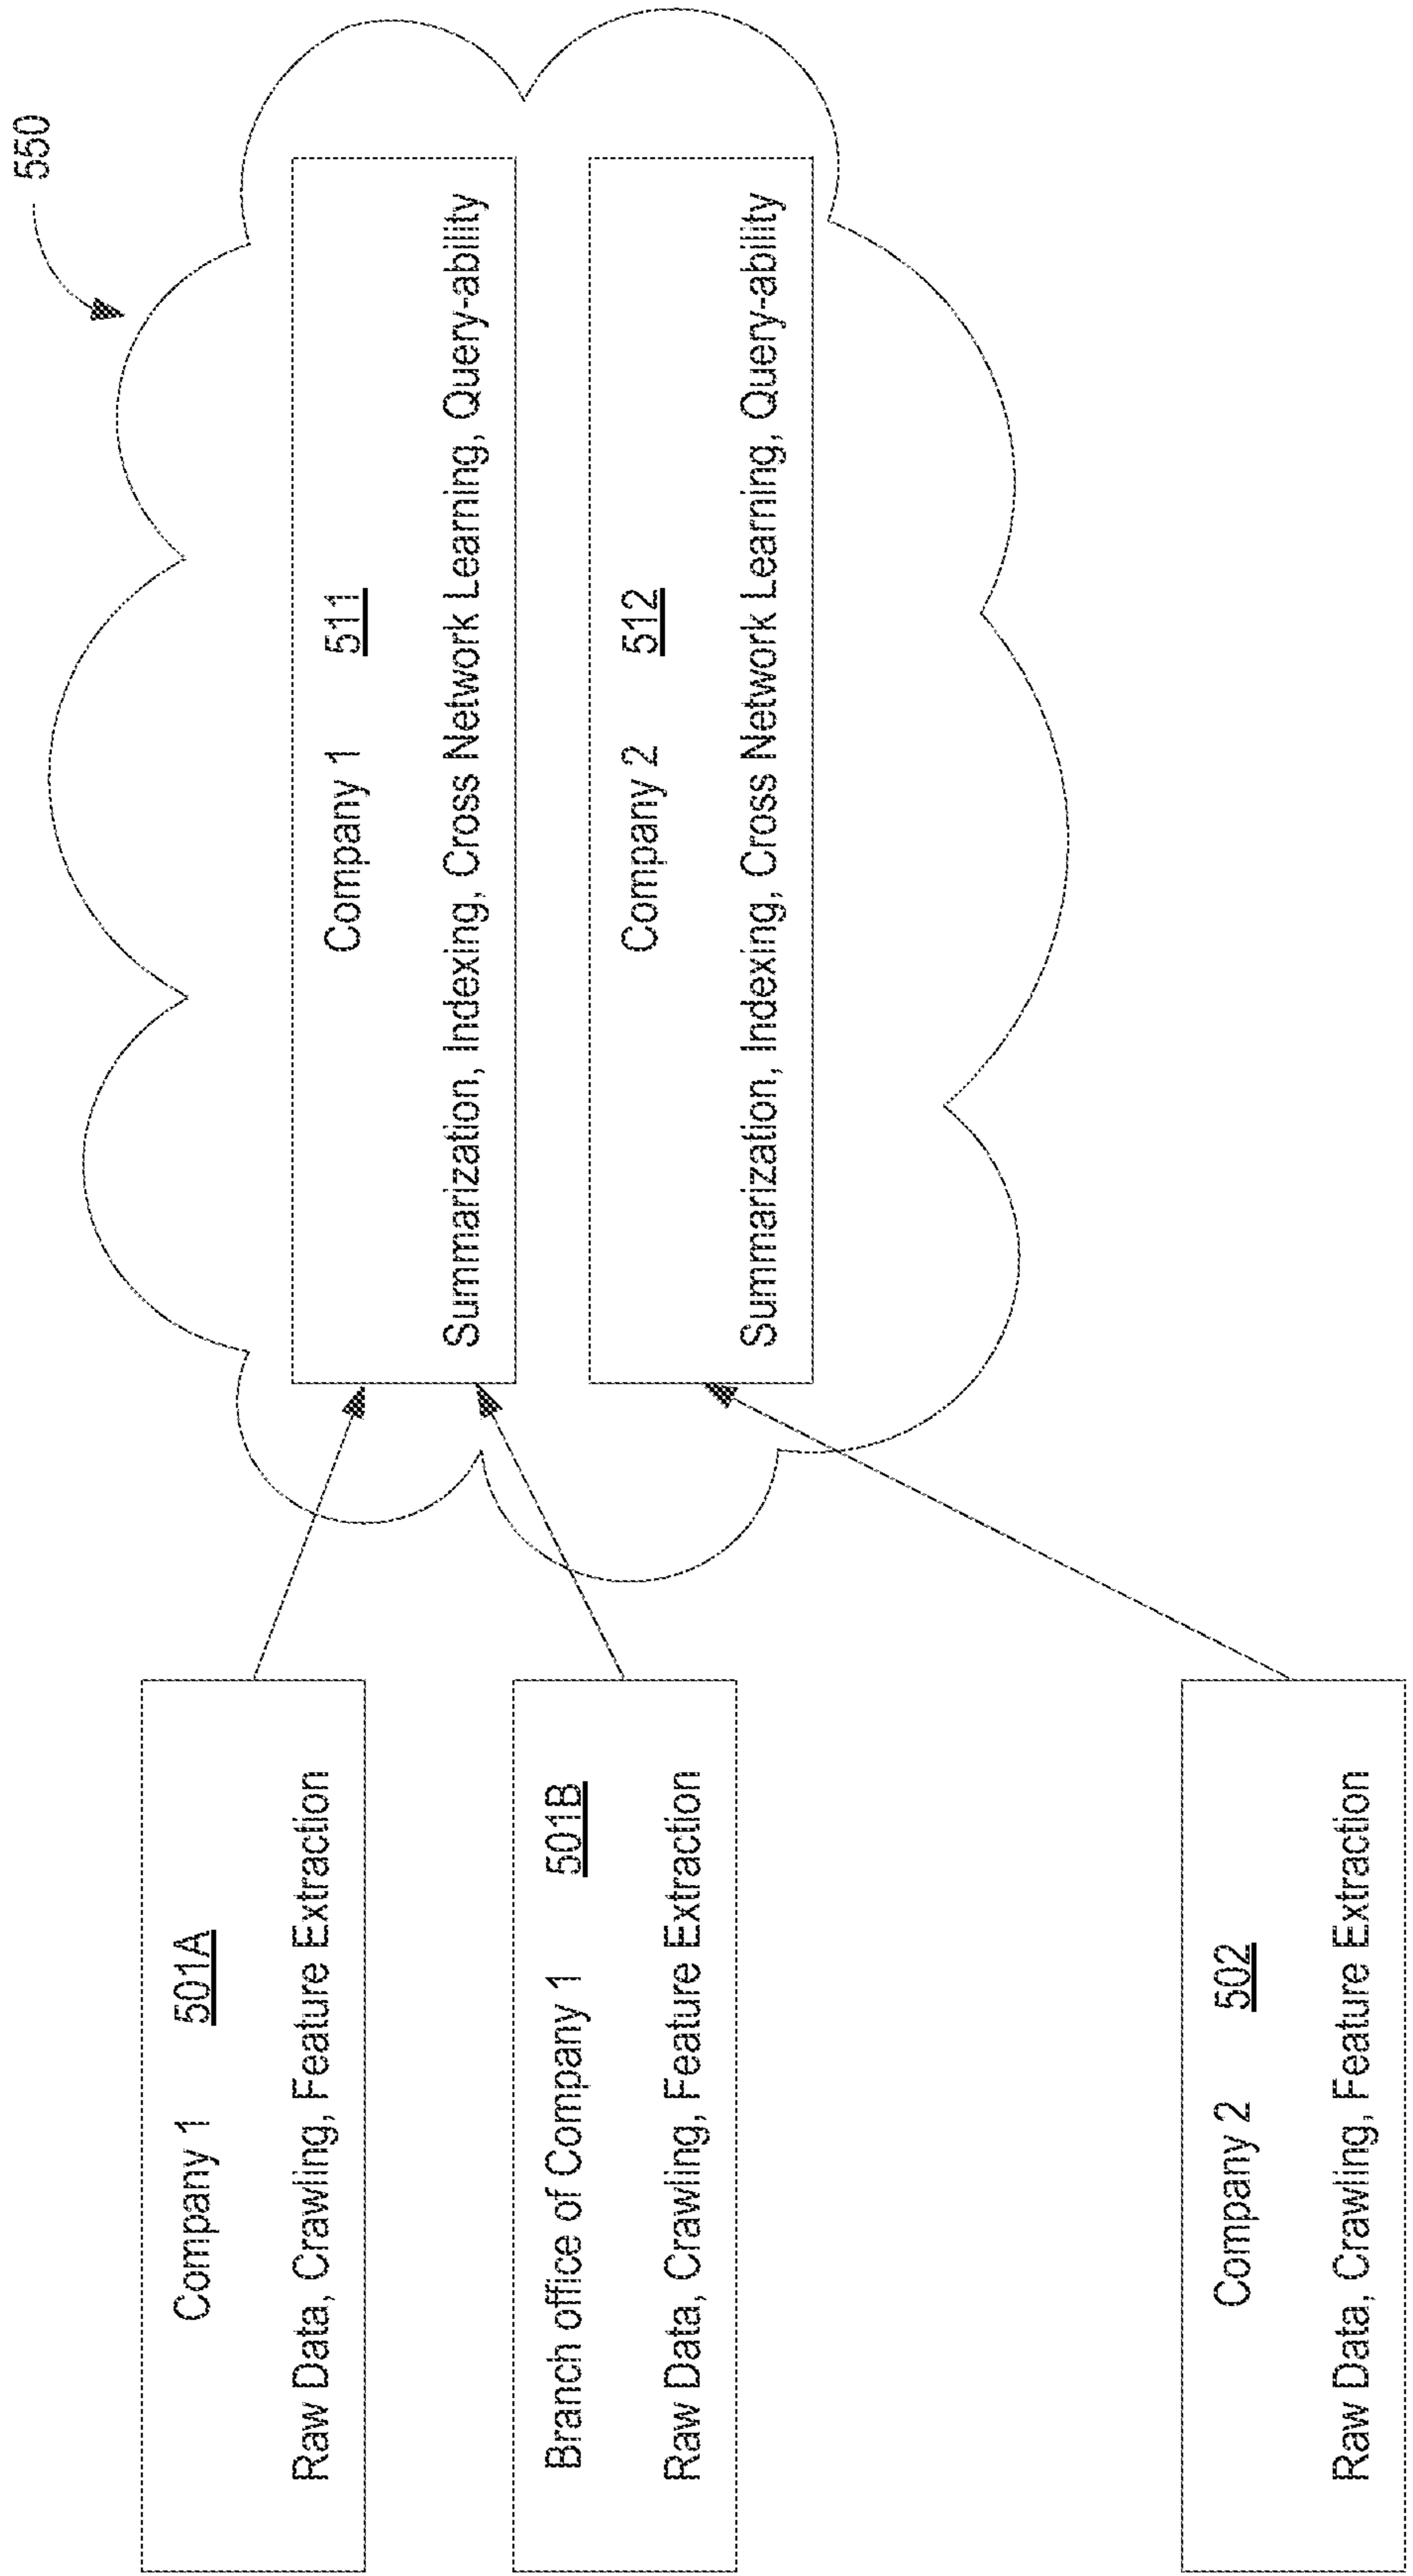 550
Company 1 501A
Raw Data, Crawling, Feature Extraction
Branch office of Company 1 501B
Raw Data, Crawling, Feature Extraction
Company 2 502
Raw Data, Crawling, Feature Extraction
Company 1 511
Summarization, Indexing, Cross Network Learning, Query-ability
Company 2 512
Summarization, Indexing, Cross Network Learning, Query-ability